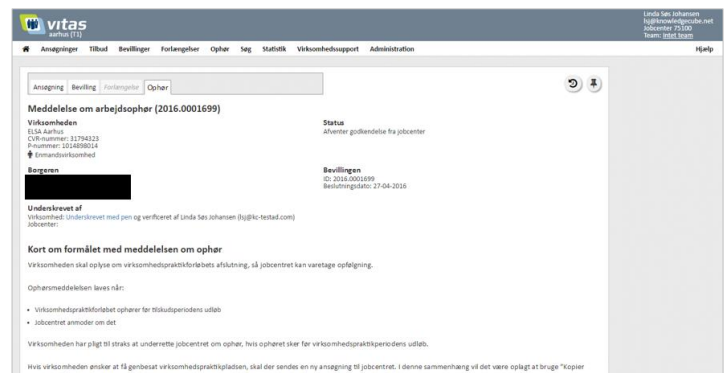 vitas
aarhus (T1)
Linda Søs Johansen
lsj@knowledgecube.net
Jobcenter 75100
Team: Intet team
Ansøgninger Tilbud Bevillinger Forlængelser Ophør Søg Statistik Virksomhedssupport Administration Hjælp
Ansøgning Bevilling Forlængelse Ophør
Meddelelse om arbejdsophør (2016.0001699)
Virksomheden Status
ELSA Aarhus Afventer godkendelse fra jobcenter
CVR-nummer: 31794323
P-nummer: 1014898014
Enmandsvirksomhed
Borgeren Bevillingen
ID: 2016.0001699
Beslutningsdato: 27-04-2016
Underskrevet af
Virksomhed: Underskrevet med pen og verificeret af Linda Søs Johansen (lsj@kc-testad.com)
Jobcenter:
Kort om formålet med meddelelsen om ophør
Virksomheden skal oplyse om virksomhedspraktikforløbets afslutning, så jobcentret kan varetage opfølgning.
Ophørsmeddelelsen laves når:
• Virksomhedspraktikforløbet ophører før tilskudsperiodens udløb
• Jobcentret anmoder om det
Virksomheden har pligt til straks at underrette jobcentret om ophør, hvis ophøret sker før virksomhedspraktikperiodens udløb.
Hvis virksomheden ønsker at få genbesat virksomhedspraktikpladsen, skal der sendes en ny ansøgning til jobcentret. I denne sammenhæng vil det være oplagt at bruge "Kopier